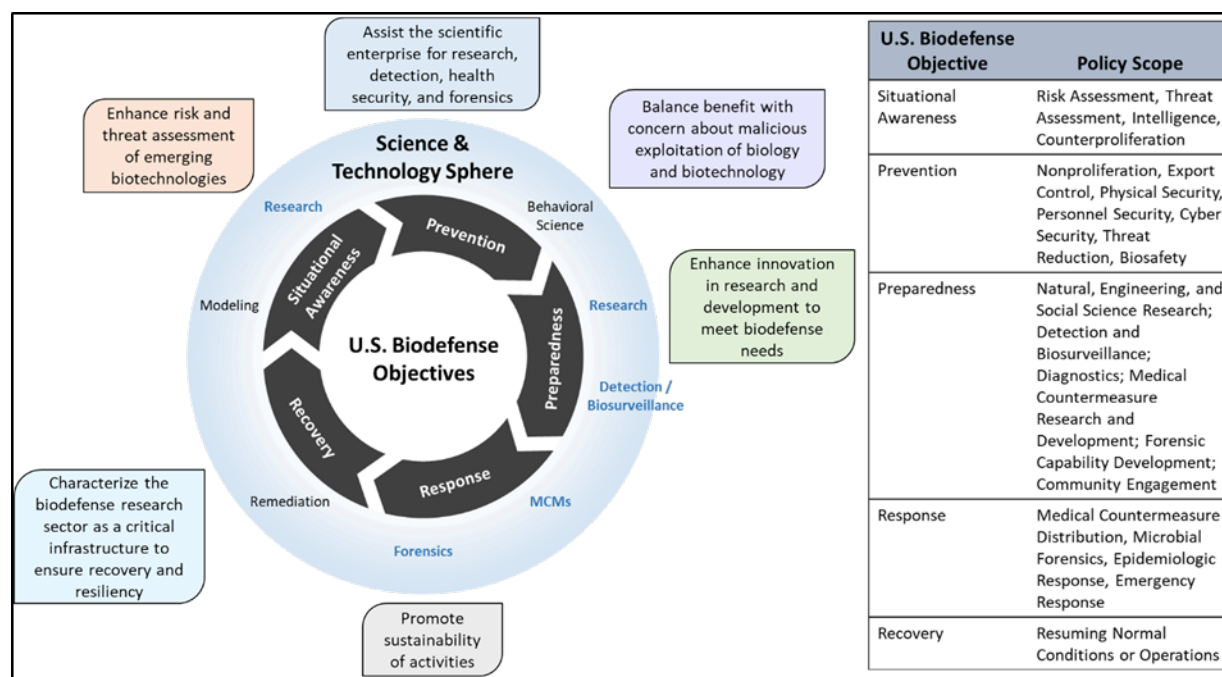 Assist the scientific
enterprise for research,
detection, health
security, and forensics
Enhance risk and
threat assessment
of emerging
biotechnologies
Balance benefit with
concern about malicious
exploitation of biology
and biotechnology
Science &
Technology Sphere
Research
Behavioral
Science
Prevention
Situational
Awareness
Modeling
Enhance innovation
in research and
development to
meet biodefense
needs
Research
U.S. Biodefense
Objectives
Preparedness
Detection /
Biosurveillance
Recovery
Response
Remediation
MCMs
Forensics
Characterize the
biodefense research
sector as a critical
infrastructure to
ensure recovery and
resiliency
Promote
sustainability
of activities
U.S. Biodefense
Objective
Policy Scope
Situational
Awareness
Risk Assessment, Threat
Assessment, Intelligence,
Counterproliferation
Prevention
Nonproliferation, Export
Control, Physical Security,
Personnel Security, Cyber
Security, Threat
Reduction, Biosafety
Preparedness
Natural, Engineering, and
Social Science Research;
Detection and
Biosurveillance;
Diagnostics; Medical
Countermeasure
Research and
Development; Forensic
Capability Development;
Community Engagement
Response
Medical Countermeasure
Distribution, Microbial
Forensics, Epidemiologic
Response, Emergency
Response
Recovery
Resuming Normal
Conditions or Operations